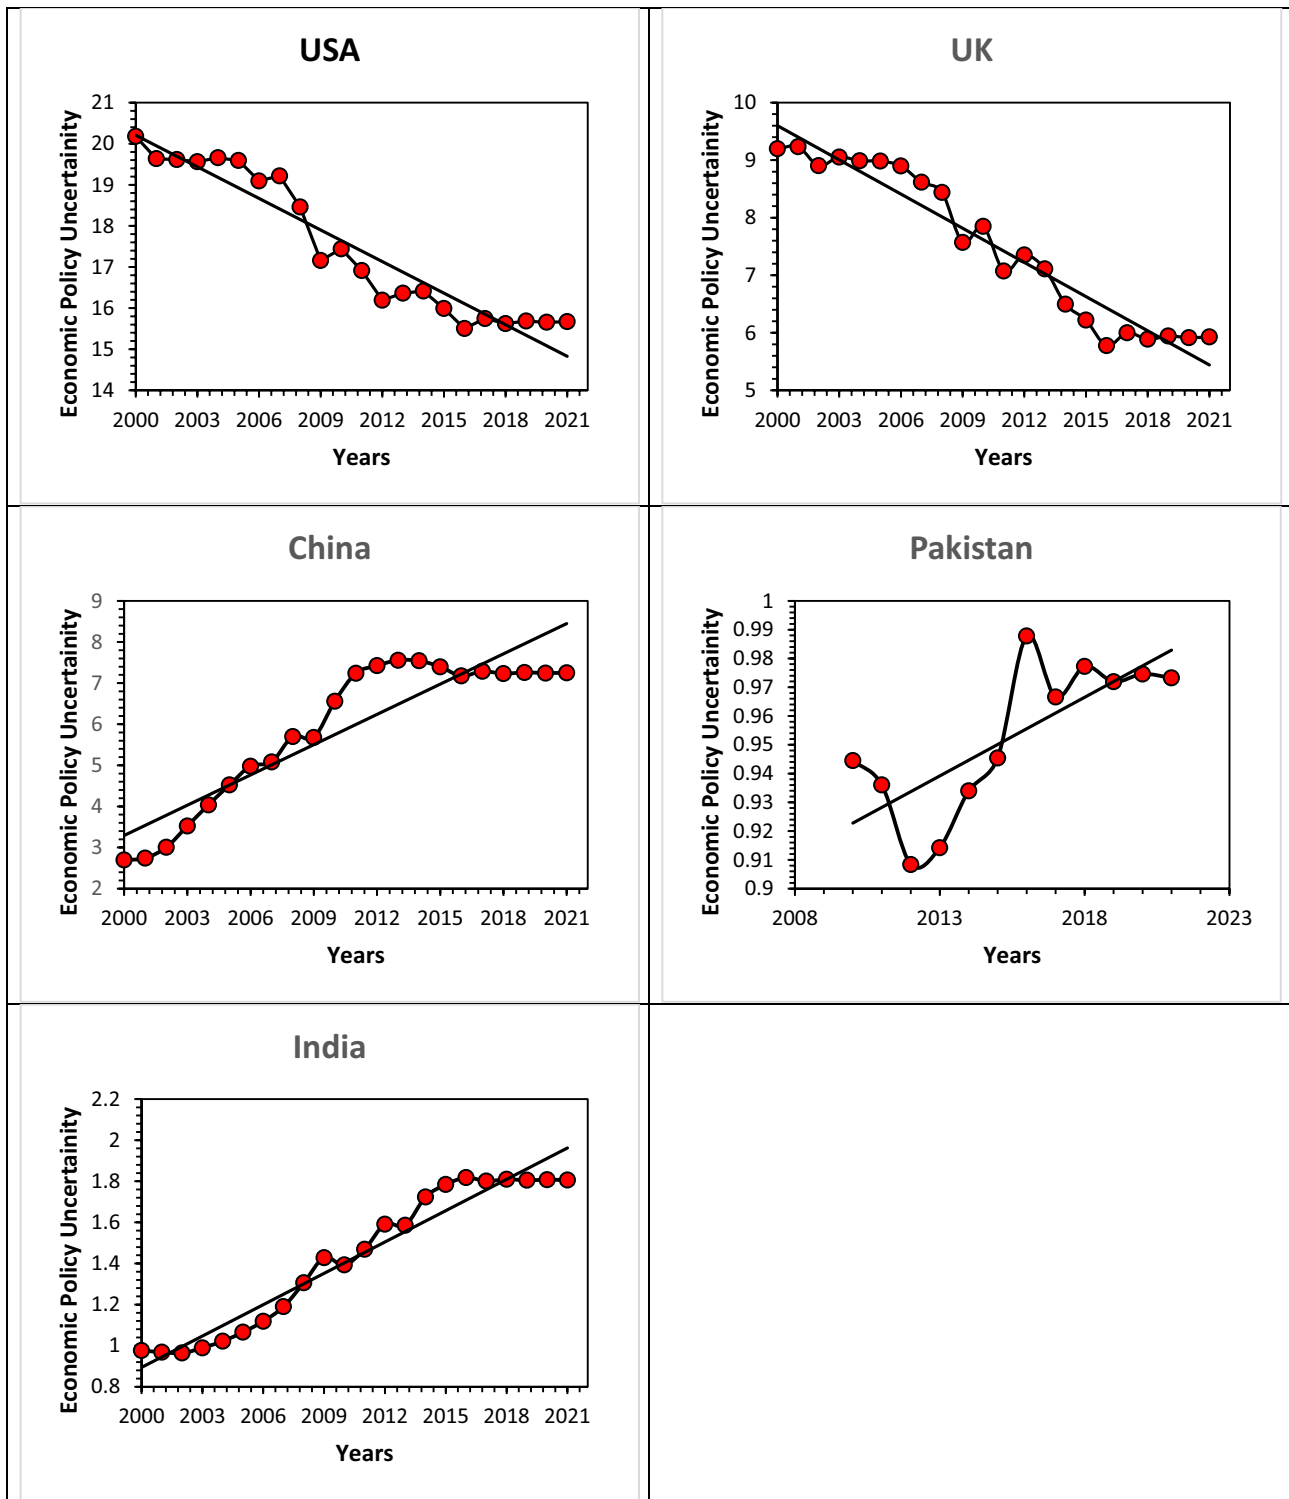 USA
Economic Policy Uncertainity
21
20
19
18
17
16
15
14
2000 2003 2006 2009 2012 2015 2018 2021
Years
UK
Economic Policy Uncertainity
10
9
8
7
6
5
2000 2003 2006 2009 2012 2015 2018 2021
Years
China
Economic Policy Uncertainity
9
8
7
6
5
4
3
2
2000 2003 2006 2009 2012 2015 2018 2021
Years
Pakistan
Economic Policy Uncertainity
1
0.99
0.98
0.97
0.96
0.95
0.94
0.93
0.92
0.91
0.9
2008 2013 2018 2023
Years
India
Economic Policy Uncertainity
2.2
2
1.8
1.6
1.4
1.2
1
0.8
2000 2003 2006 2009 2012 2015 2018 2021
Years